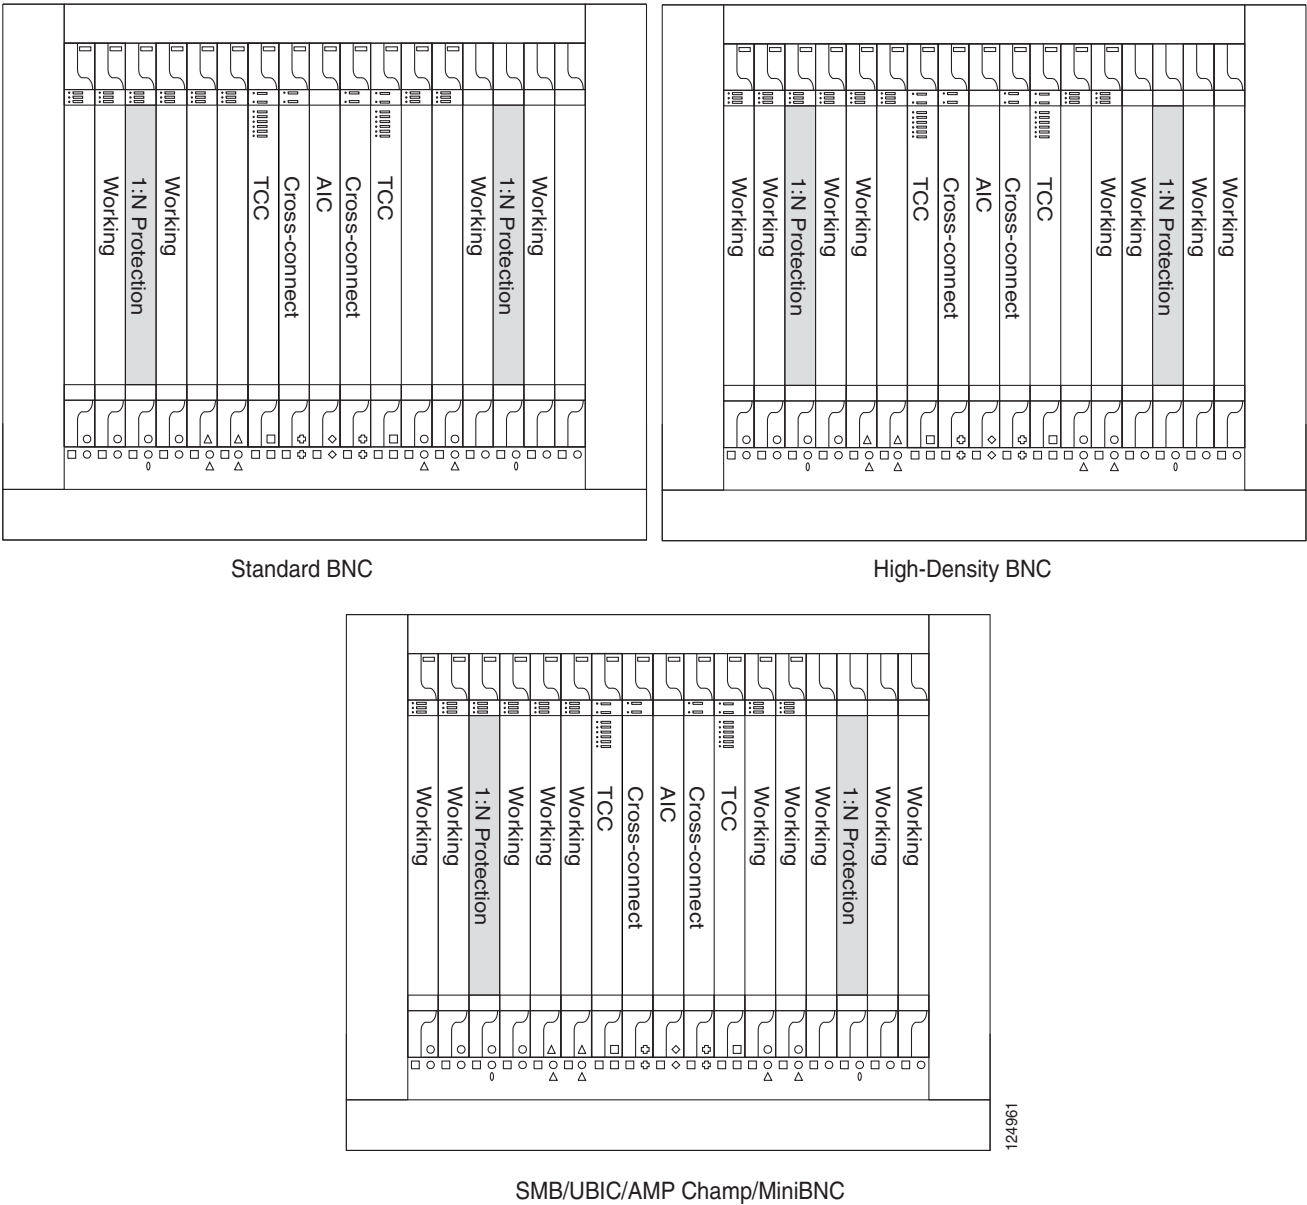 Working
1:N Protection
Working
TCC
Cross-connect
AIC
Cross-connect
TCC
Working
1:N Protection
Working
Standard BNC
Working
Working
1:N Protection
Working
Working
TCC
Cross-connect
AIC
Cross-connect
TCC
Working
Working
1:N Protection
Working
Working
High-Density BNC
Working
Working
1:N Protection
Working
Working
Working
TCC
Cross-connect
AIC
Cross-connect
TCC
Working
Working
Working
1:N Protection
Working
Working
124961
SMB/UBIC/AMP Champ/MiniBNC